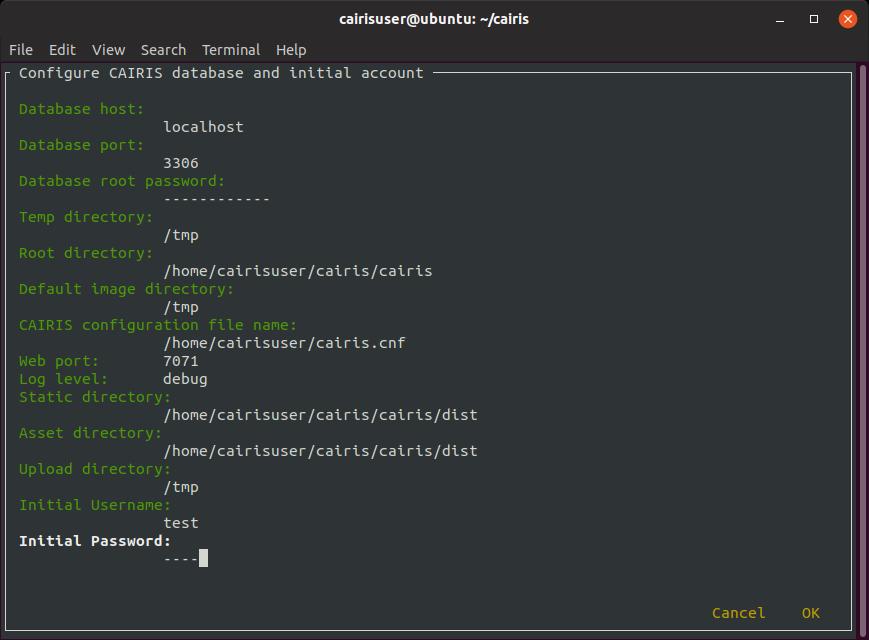 cairisuser@ubuntu: ~/cairis
File Edit View Search Terminal Help
Configure CAIRIS database and initial account
Database host:
localhost
Database port:
3306
Database root password:
------------
Temp directory:
/tmp
Root directory:
/home/cairisuser/cairis/cairis
Default image directory:
/tmp
CAIRIS configuration file name:
/home/cairisuser/cairis.cnf
Web port: 7071
Log level: debug
Static directory:
/home/cairisuser/cairis/cairis/dist
Asset directory:
/home/cairisuser/cairis/cairis/dist
Upload directory:
/tmp
Initial Username:
test
Initial Password:
----
Cancel OK